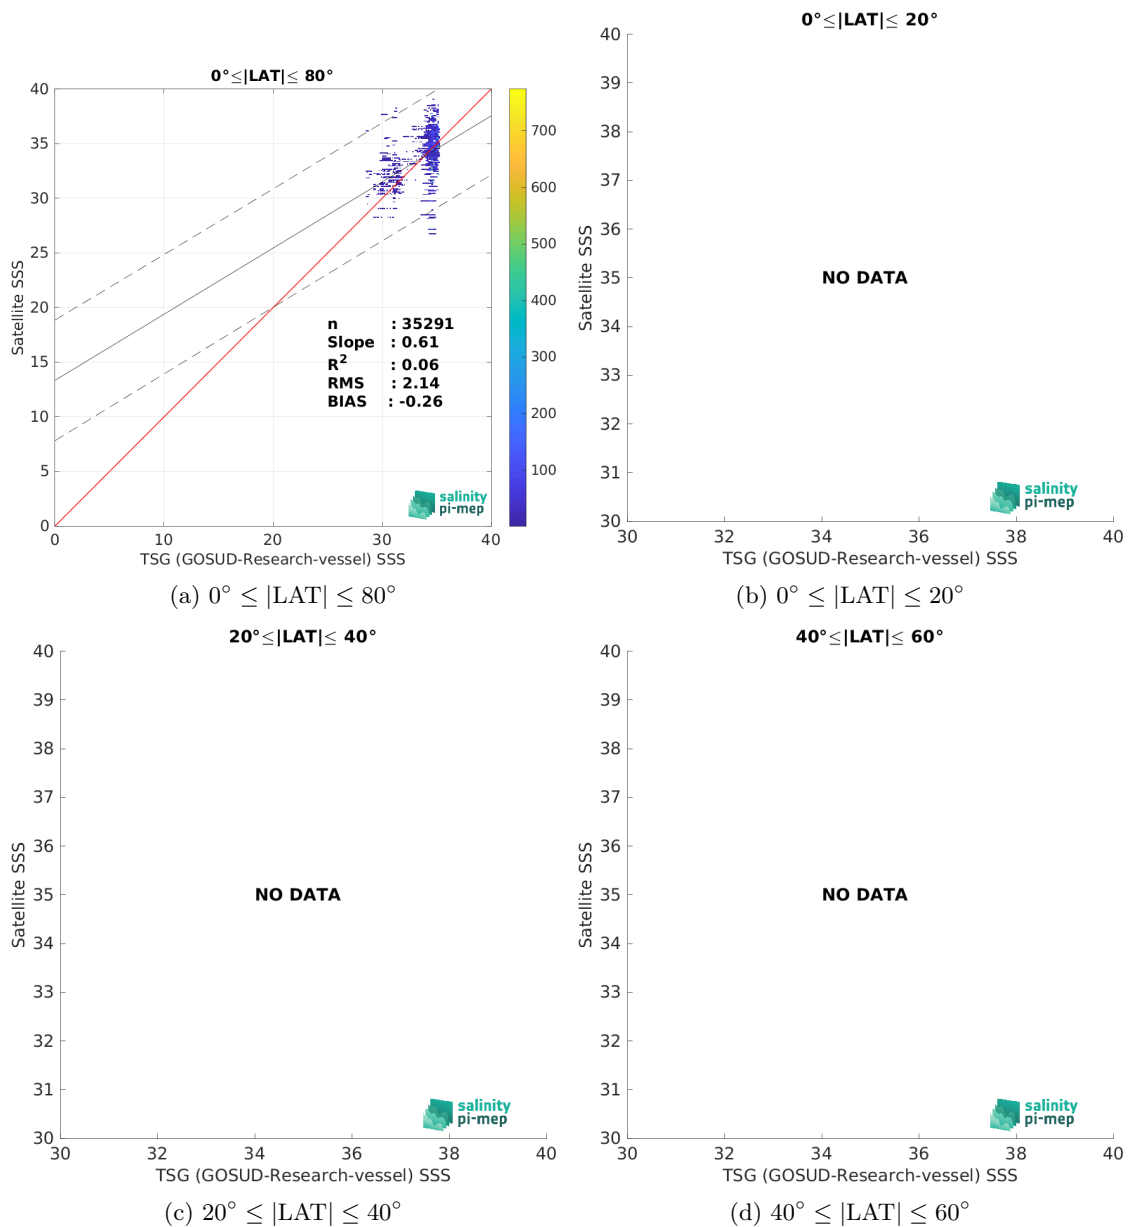 0°≤|LAT|≤ 80°
40
35
30
25
20
15
10
5
0
0
10
20
30
40
Satellite SSS
TSG (GOSUD-Research-vessel) SSS
n : 35291
Slope : 0.61
R² : 0.06
RMS : 2.14
BIAS : -0.26
salinity
pi-mep
700
600
500
400
300
200
100
(a) 0° ≤ |LAT| ≤ 80°
0°≤|LAT|≤ 20°
40
39
38
37
36
35
34
33
32
31
30
30
32
34
36
38
40
Satellite SSS
NO DATA
salinity
pi-mep
TSG (GOSUD-Research-vessel) SSS
(b) 0° ≤ |LAT| ≤ 20°
20°≤|LAT|≤ 40°
40
39
38
37
36
35
34
33
32
31
30
30
32
34
36
38
40
Satellite SSS
NO DATA
salinity
pi-mep
TSG (GOSUD-Research-vessel) SSS
(c) 20° ≤ |LAT| ≤ 40°
40°≤|LAT|≤ 60°
40
39
38
37
36
35
34
33
32
31
30
30
32
34
36
38
40
Satellite SSS
NO DATA
salinity
pi-mep
TSG (GOSUD-Research-vessel) SSS
(d) 40° ≤ |LAT| ≤ 60°